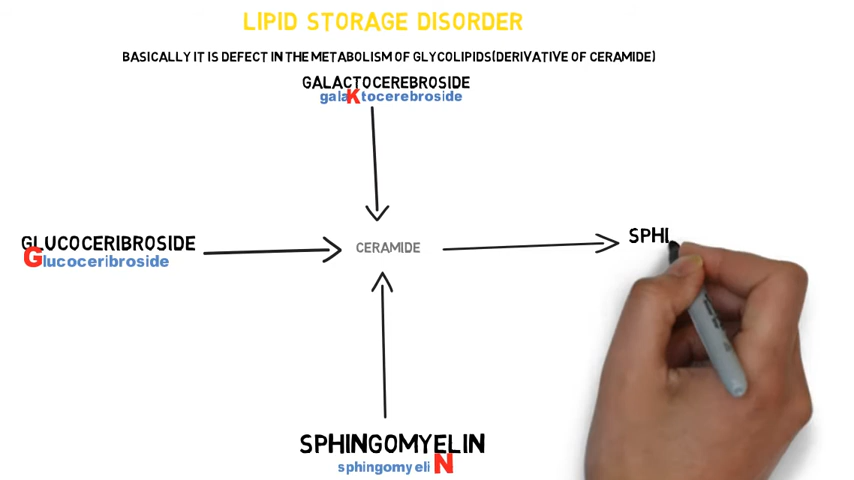 LIPID STORAGE DISORDER
BASICALLY IT IS DEFECT IN THE METABOLISM OF GLYCOLIPIDS(DERIVATIVE OF CERAMIDE)
GALACTOCEREBROSIDE
galaKtocerebroside
GLUCOCERIBROSIDE
Glucoceribroside
CERAMIDE
SPHI
SPHINGOMYELIN
sphingomyeliN